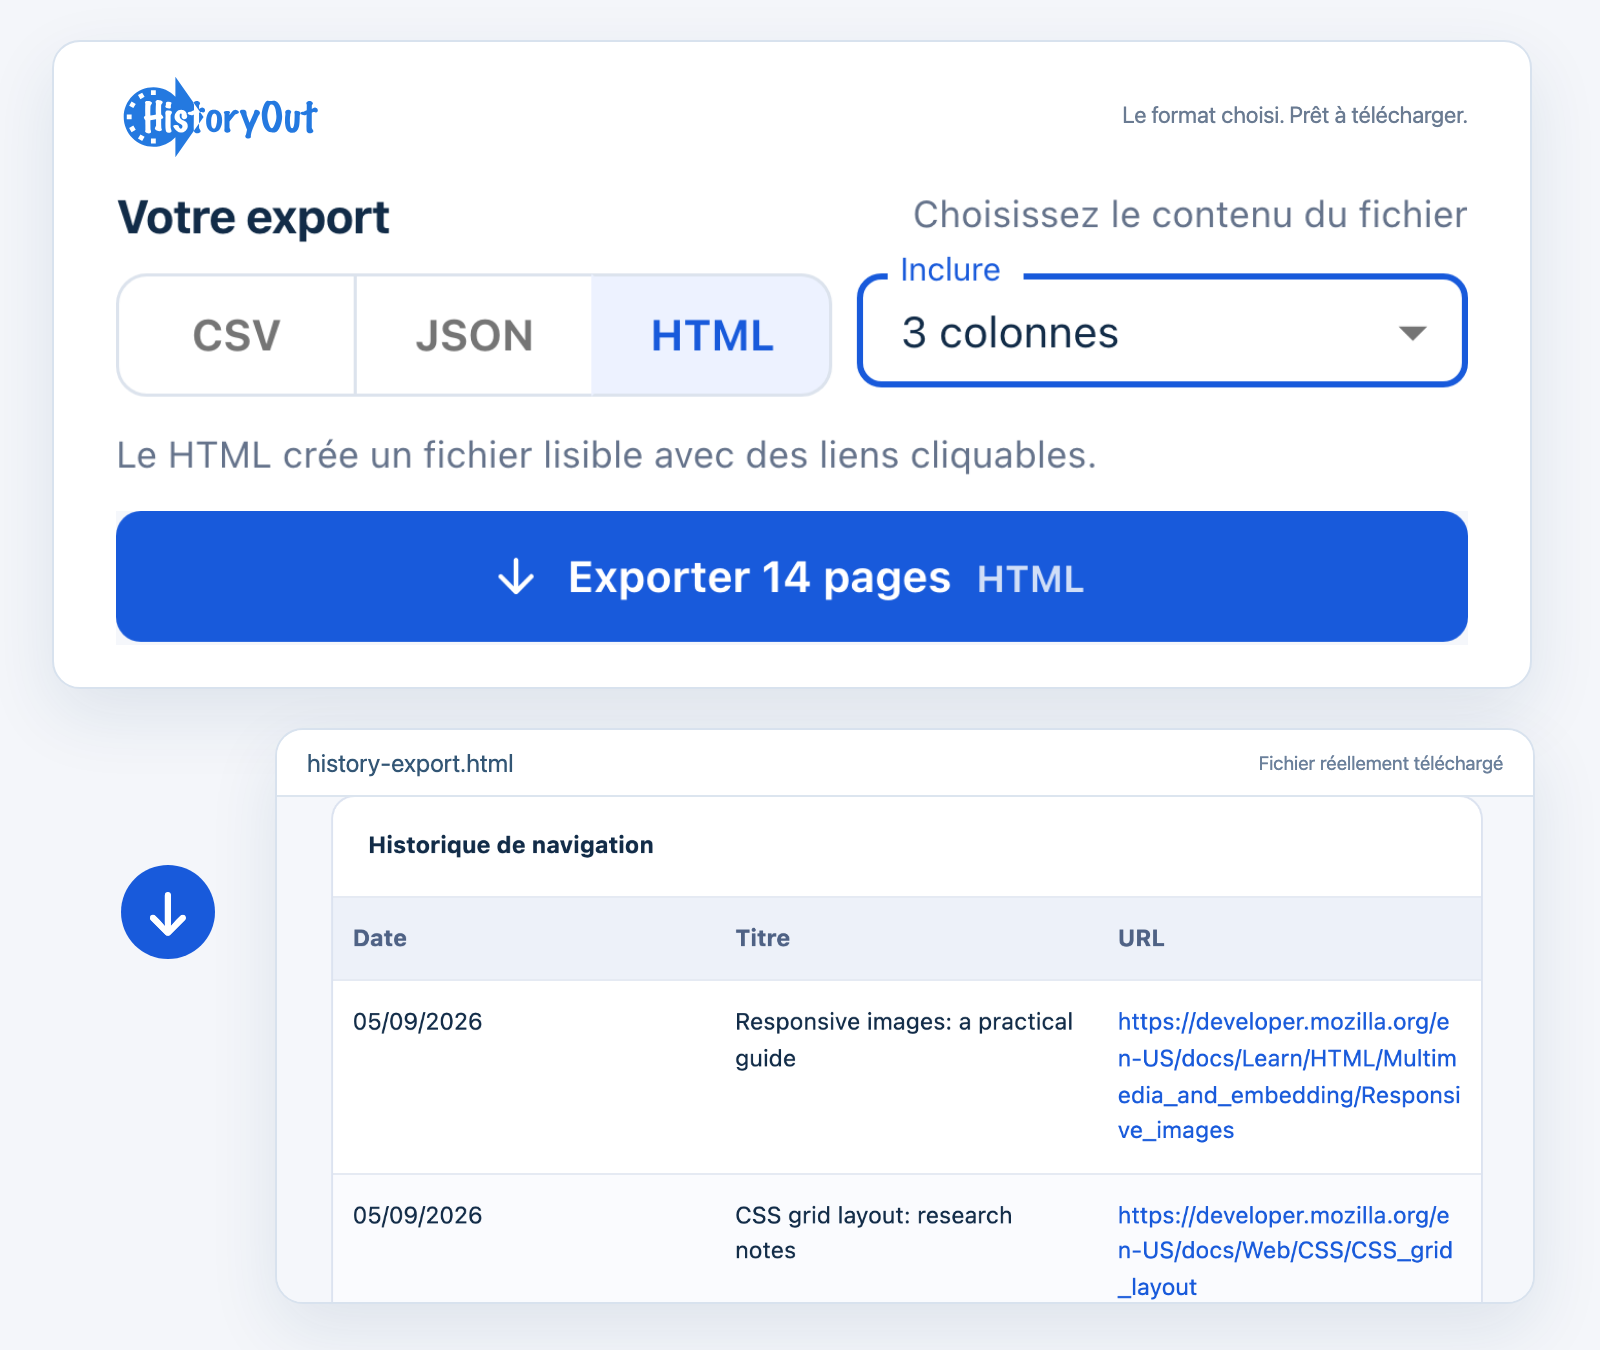 HistoryOut
Le format choisi. Prêt à télécharger.
Votre export
Choisissez le contenu du fichier
Inclure
CSV
JSON
HTML
3 colonnes
Le HTML crée un fichier lisible avec des liens cliquables.
Exporter 14 pages HTML
history-export.html
Fichier réellement téléchargé
Historique de navigation
Date
Titre
URL
05/09/2026
Responsive images: a practical
guide
https://developer.mozilla.org/e
n-US/docs/Learn/HTML/Multim
edia_and_embedding/Responsi
ve_images
05/09/2026
CSS grid layout: research
notes
https://developer.mozilla.org/e
n-US/docs/Web/CSS/CSS_grid
_layout